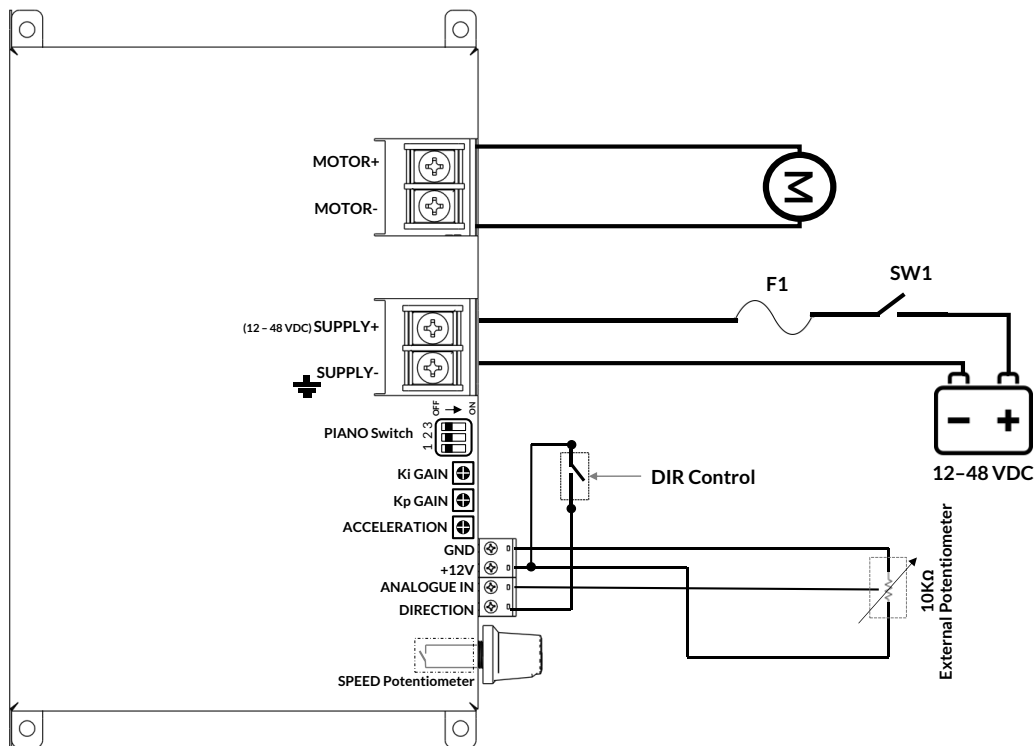 MOTOR+
MOTOR-
M
F1
SW1
(12 – 48 VDC) SUPPLY+
SUPPLY-
− +
12–48 VDC
OFF → ON
PIANO Switch
1 2 3
Ki GAIN
Kp GAIN
ACCELERATION
DIR Control
GND
+12V
ANALOGUE IN
DIRECTION
10KΩ
External Potentiometer
SPEED Potentiometer